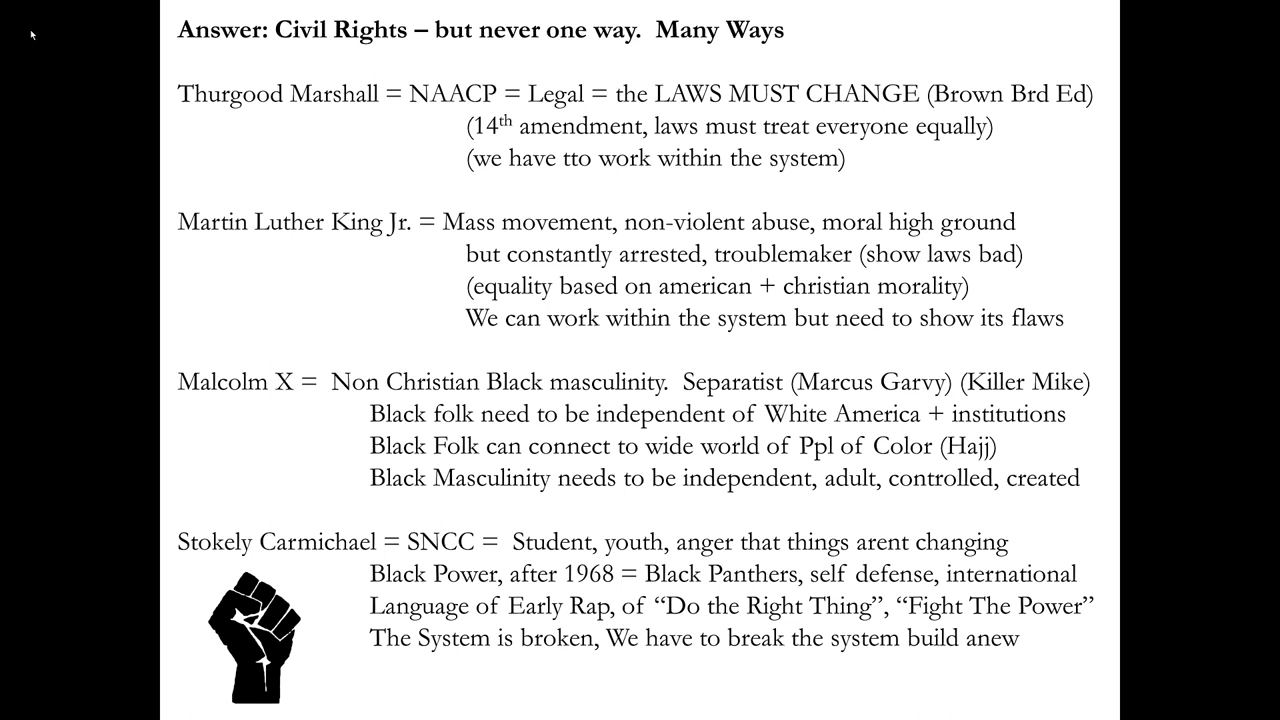 Answer: Civil Rights – but never one way. Many Ways
Thurgood Marshall = NAACP = Legal = the LAWS MUST CHANGE (Brown Brd Ed)
(14th amendment, laws must treat everyone equally)
(we have tto work within the system)
Martin Luther King Jr. = Mass movement, non-violent abuse, moral high ground
but constantly arrested, troublemaker (show laws bad)
(equality based on american + christian morality)
We can work within the system but need to show its flaws
Malcolm X = Non Christian Black masculinity. Separatist (Marcus Garvy) (Killer Mike)
Black folk need to be independent of White America + institutions
Black Folk can connect to wide world of Ppl of Color (Hajj)
Black Masculinity needs to be independent, adult, controlled, created
Stokely Carmichael = SNCC = Student, youth, anger that things arent changing
Black Power, after 1968 = Black Panthers, self defense, international
Language of Early Rap, of “Do the Right Thing”, “Fight The Power”
The System is broken, We have to break the system build anew